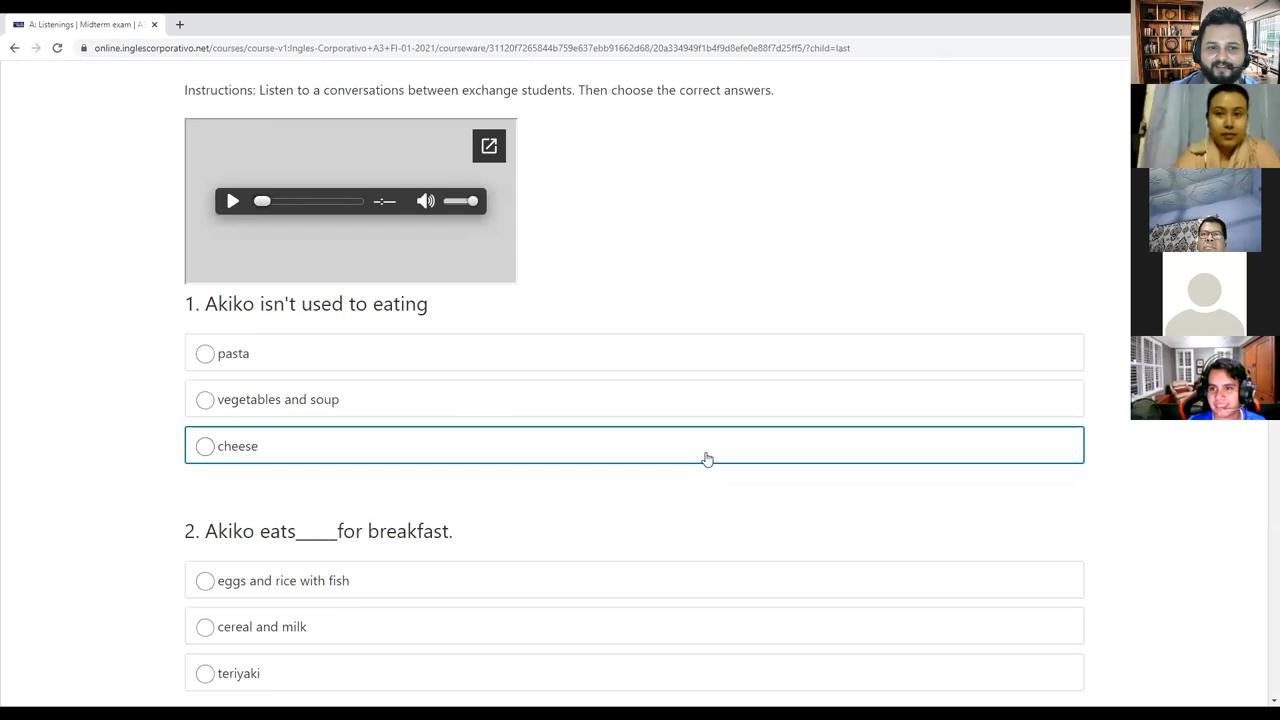 A: Listenings | Midterm exam | A
online.inglescorporativo.net/courses/course-v1:Ingles-Corporativo+A3+FI-01-2021/courseware/31120f7265844b759e637ebb91662d68/20a334949f1b4f9d8efe0e88f7d25ff5/?child=last
Instructions: Listen to a conversations between exchange students. Then choose the correct answers.
-:--
1. Akiko isn't used to eating
pasta
vegetables and soup
cheese
2. Akiko eats_____for breakfast.
eggs and rice with fish
cereal and milk
teriyaki